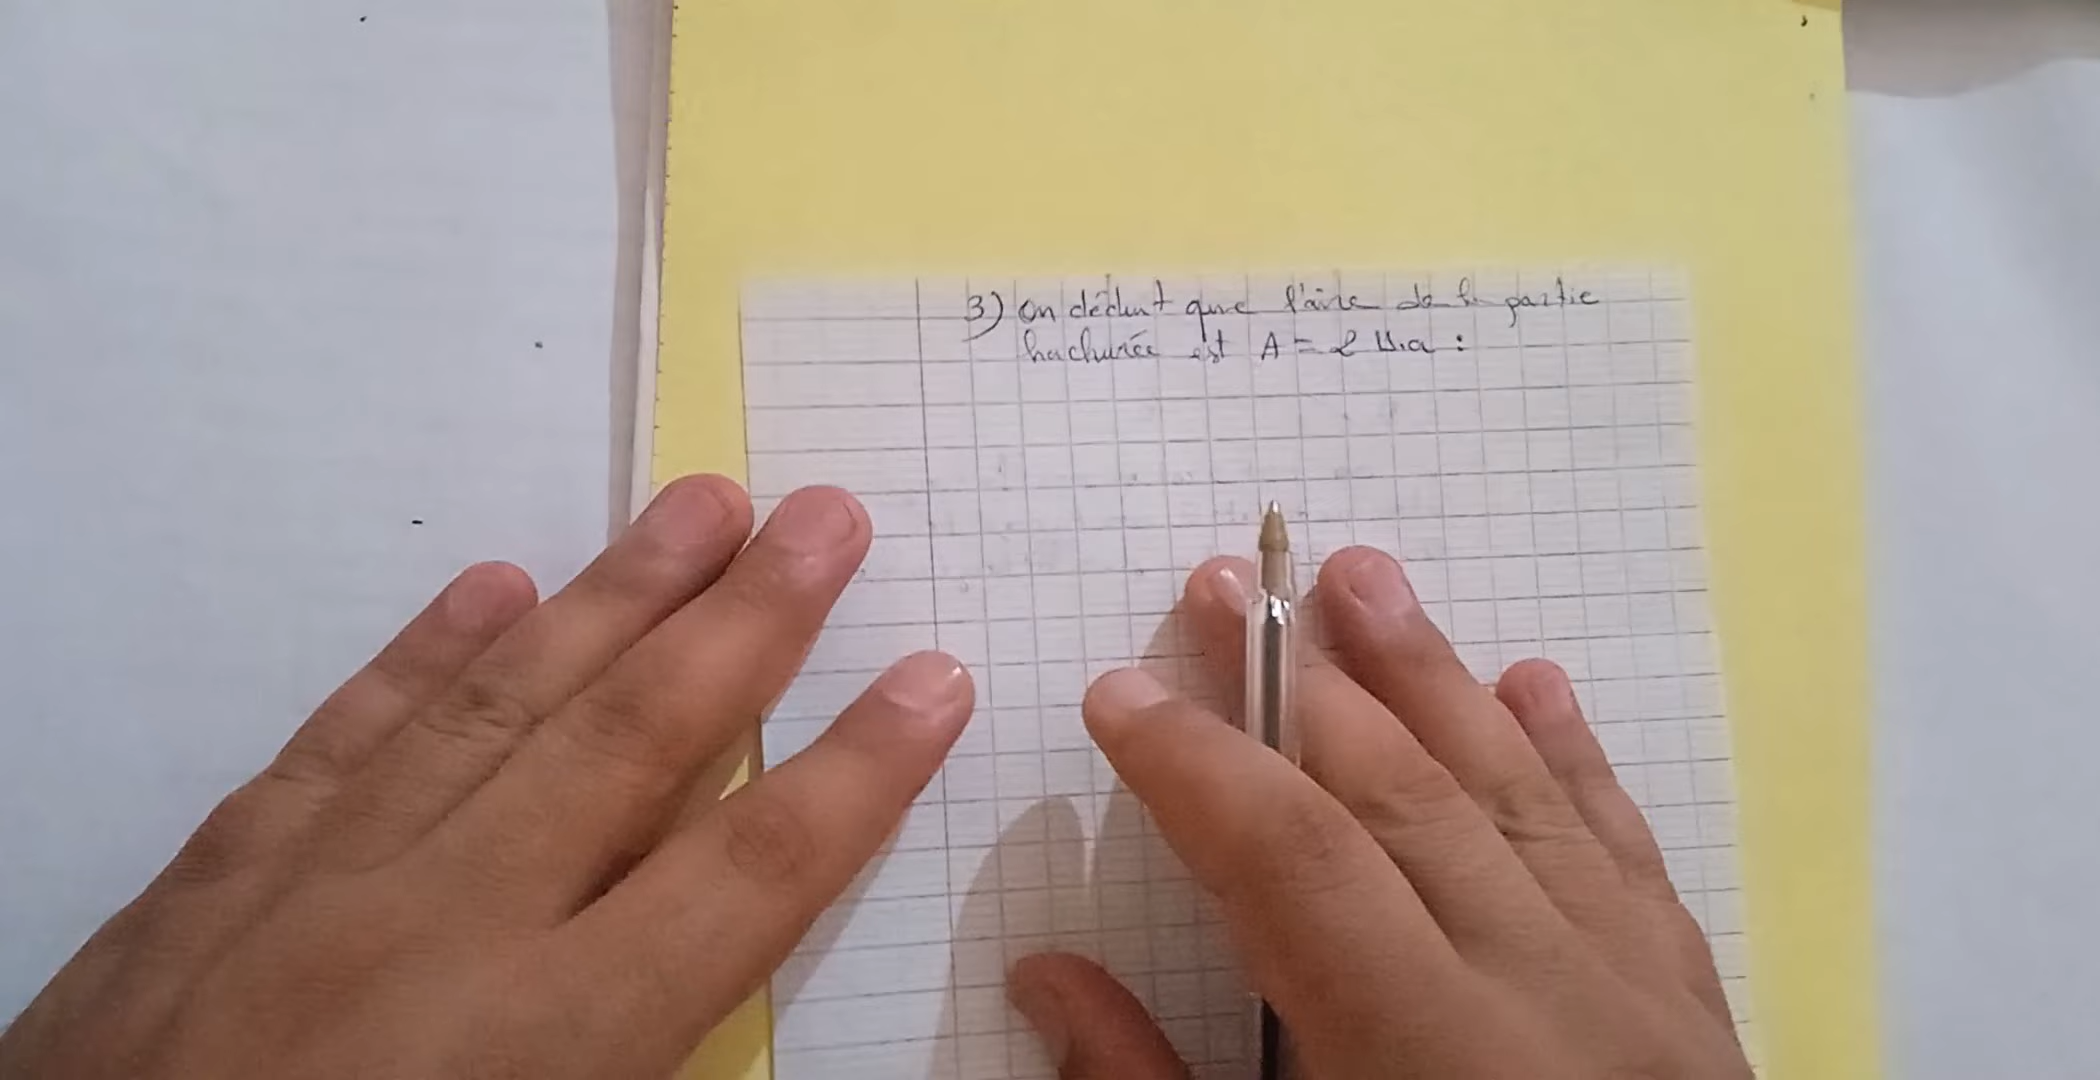 3) On déduit que l'aire de la partie
hachurée est A = 2 U.a :